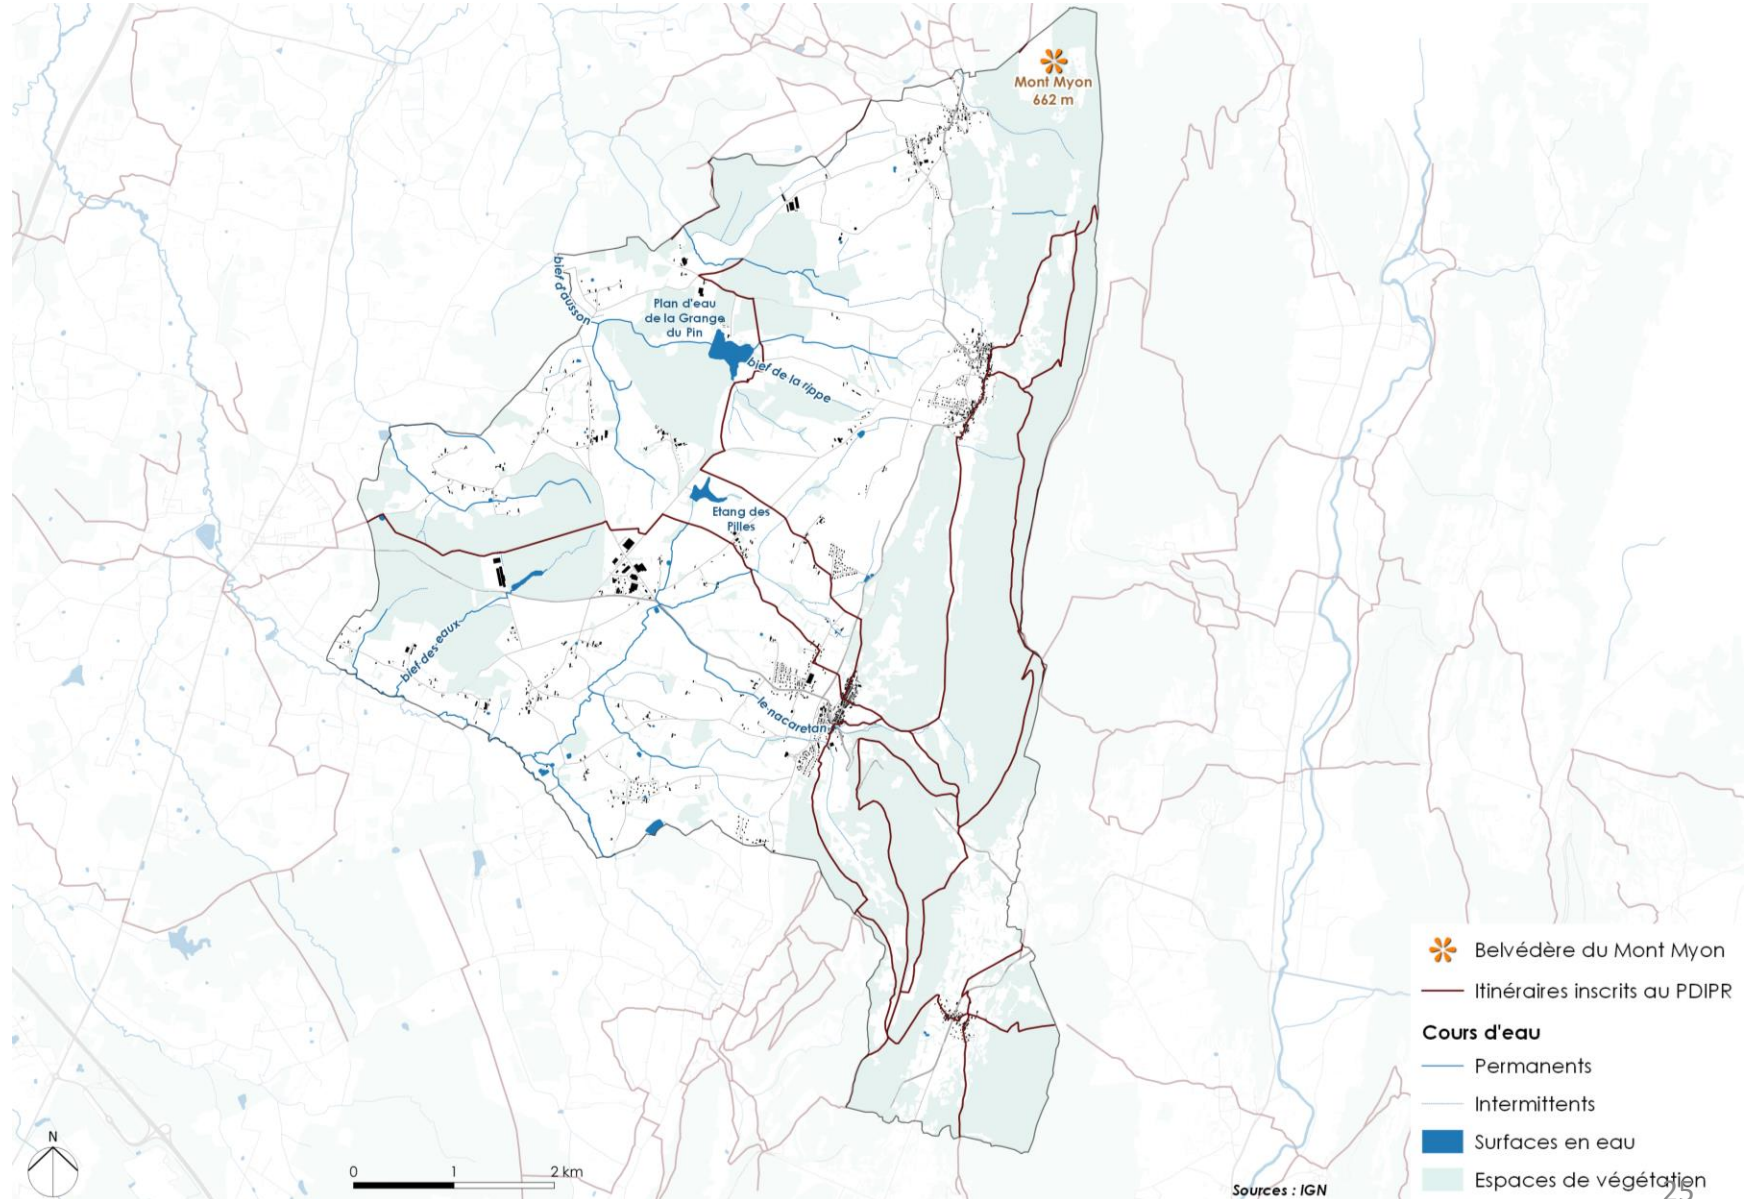 Mont Myon
662 m
bief d'ausson
Plan d'eau
de la Grange
du Pin
bief de la rippe
Etang des
Pilles
bief des eaux
le nacaretan
Belvédère du Mont Myon
Itinéraires inscrits au PDIPR
Cours d'eau
Permanents
Intermittents
Surfaces en eau
Espaces de végétation
N
0 1 2 km
Sources : IGN
25